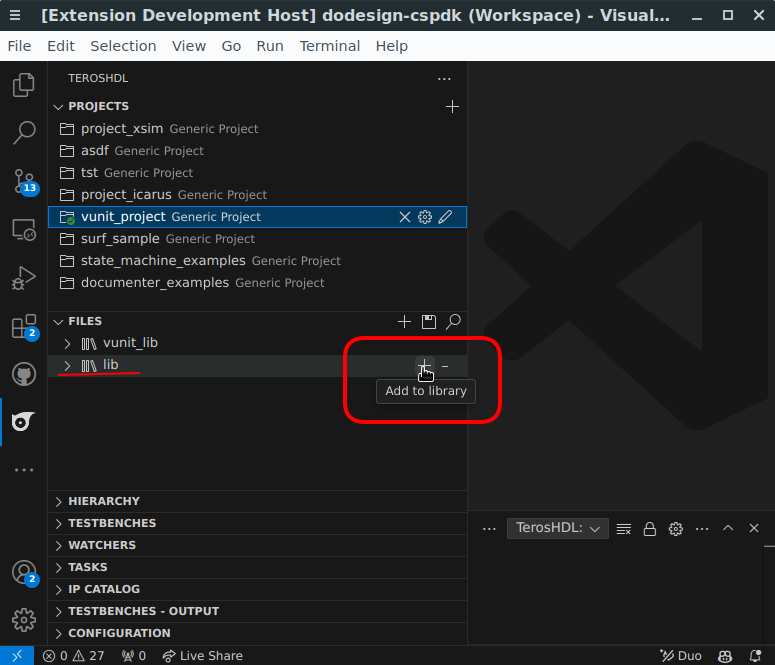 [Extension Development Host] dodesign-cspdk (Workspace) - Visual...
File Edit Selection View Go Run Terminal Help
TEROSHDL
PROJECTS
project_xsim Generic Project
asdf Generic Project
tst Generic Project
project_icarus Generic Project
vunit_project Generic Project
surf_sample Generic Project
state_machine_examples Generic Project
documenter_examples Generic Project
FILES
vunit_lib
lib
Add to library
HIERARCHY
TESTBENCHES
WATCHERS
TASKS
IP CATALOG
TESTBENCHES - OUTPUT
CONFIGURATION
13
2
2
TerosHDL:
0 27 0 Live Share Duo